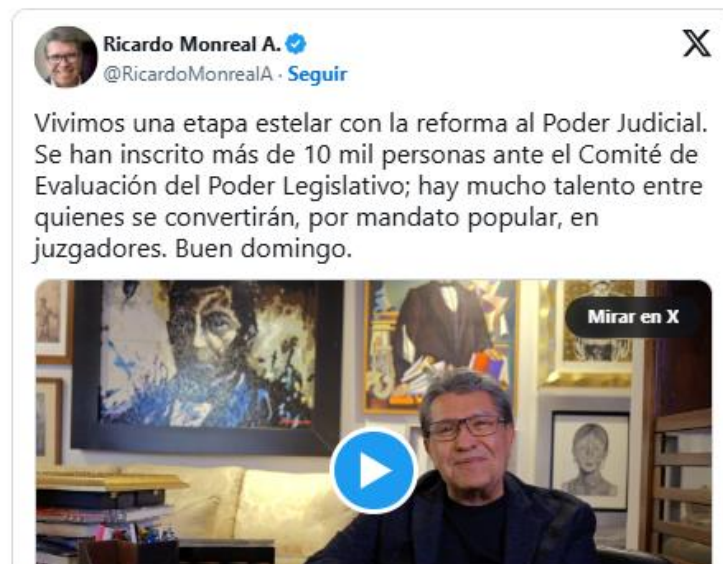 Ricardo Monreal A.
@RicardoMonrealA · Seguir
Vivimos una etapa estelar con la reforma al Poder Judicial.
Se han inscrito más de 10 mil personas ante el Comité de
Evaluación del Poder Legislativo; hay mucho talento entre
quienes se convertirán, por mandato popular, en
juzgadores. Buen domingo.
Mirar en X